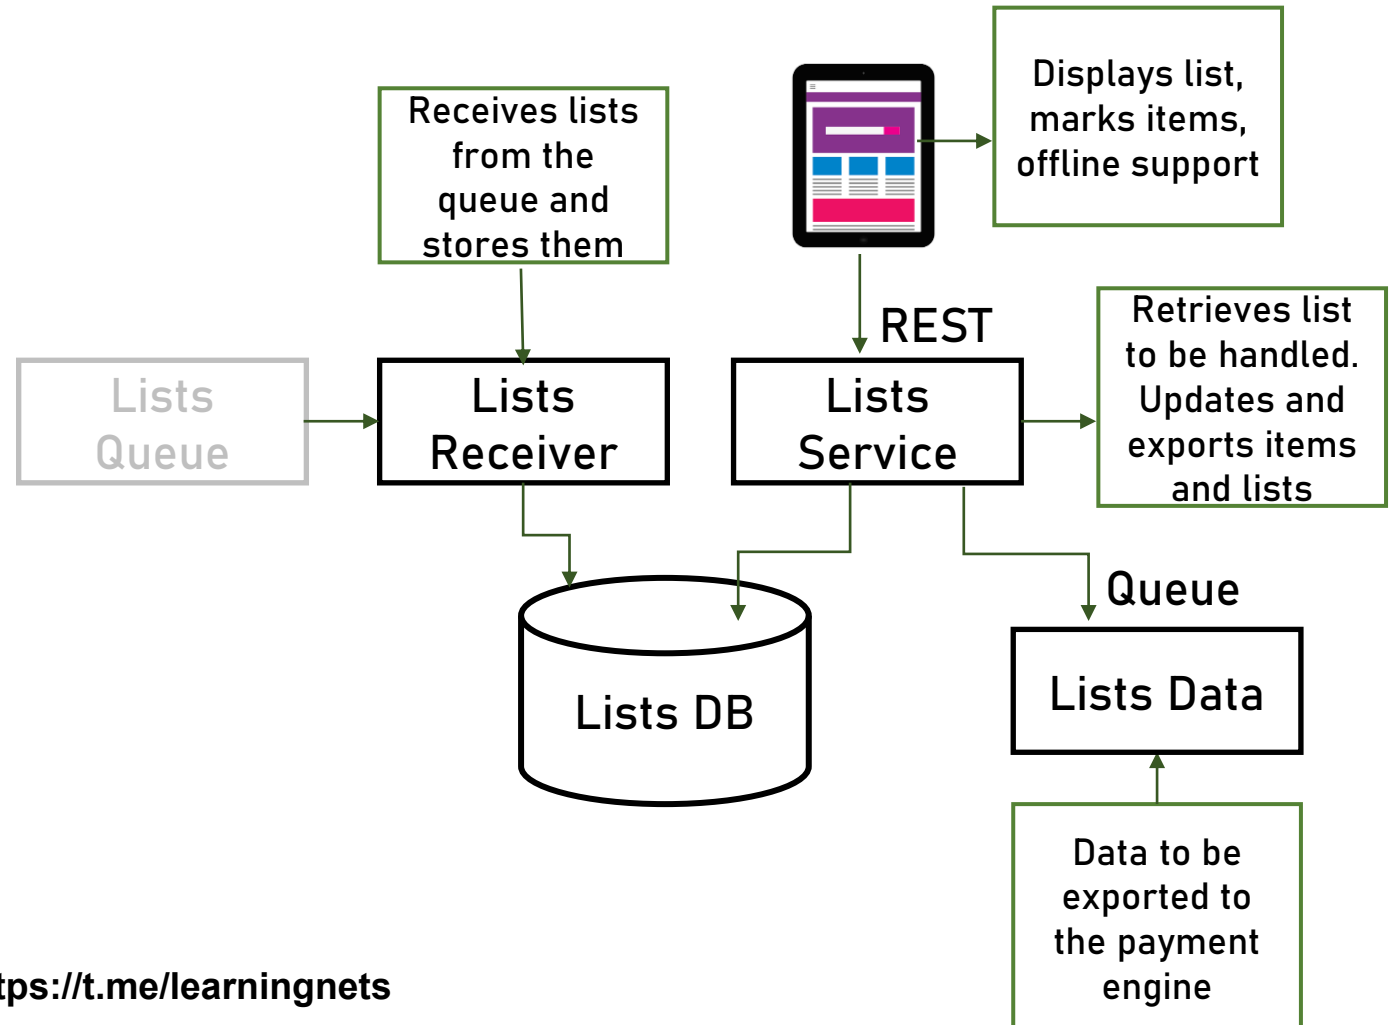 Receives lists
from the
queue and
stores them
Displays list,
marks items,
offline support
REST
Retrieves list
to be handled.
Updates and
exports items
and lists
Lists
Queue
Lists
Receiver
Lists
Service
Queue
Lists DB
Lists Data
Data to be
exported to
the payment
engine
tps://t.me/learningnets